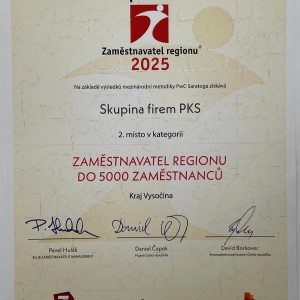 Zaměstnavatel regionu®
2025
Na základě výsledků mezinárodní metodiky PwC Saratoga získává
Skupina firem PKS
2. místo v kategorii
ZAMĚSTNAVATEL REGIONU
DO 5000 ZAMĚSTNANCŮ
Kraj Vysočina
Pavel Hulák
Daniel Čapek
David Borkovec